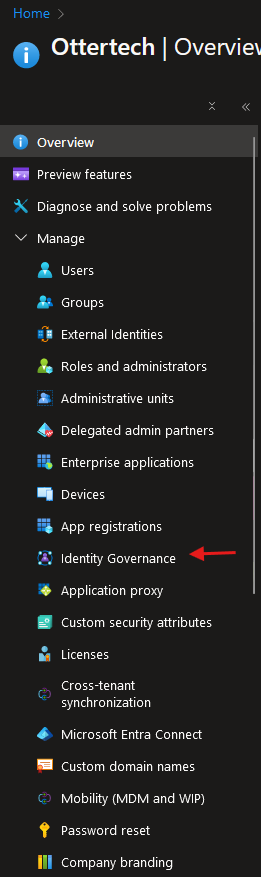 Home
Ottertech | Overview
Overview
Preview features
Diagnose and solve problems
Manage
Users
Groups
External Identities
Roles and administrators
Administrative units
Delegated admin partners
Enterprise applications
Devices
App registrations
Identity Governance
Application proxy
Custom security attributes
Licenses
Cross-tenant
synchronization
Microsoft Entra Connect
Custom domain names
Mobility (MDM and WIP)
Password reset
Company branding